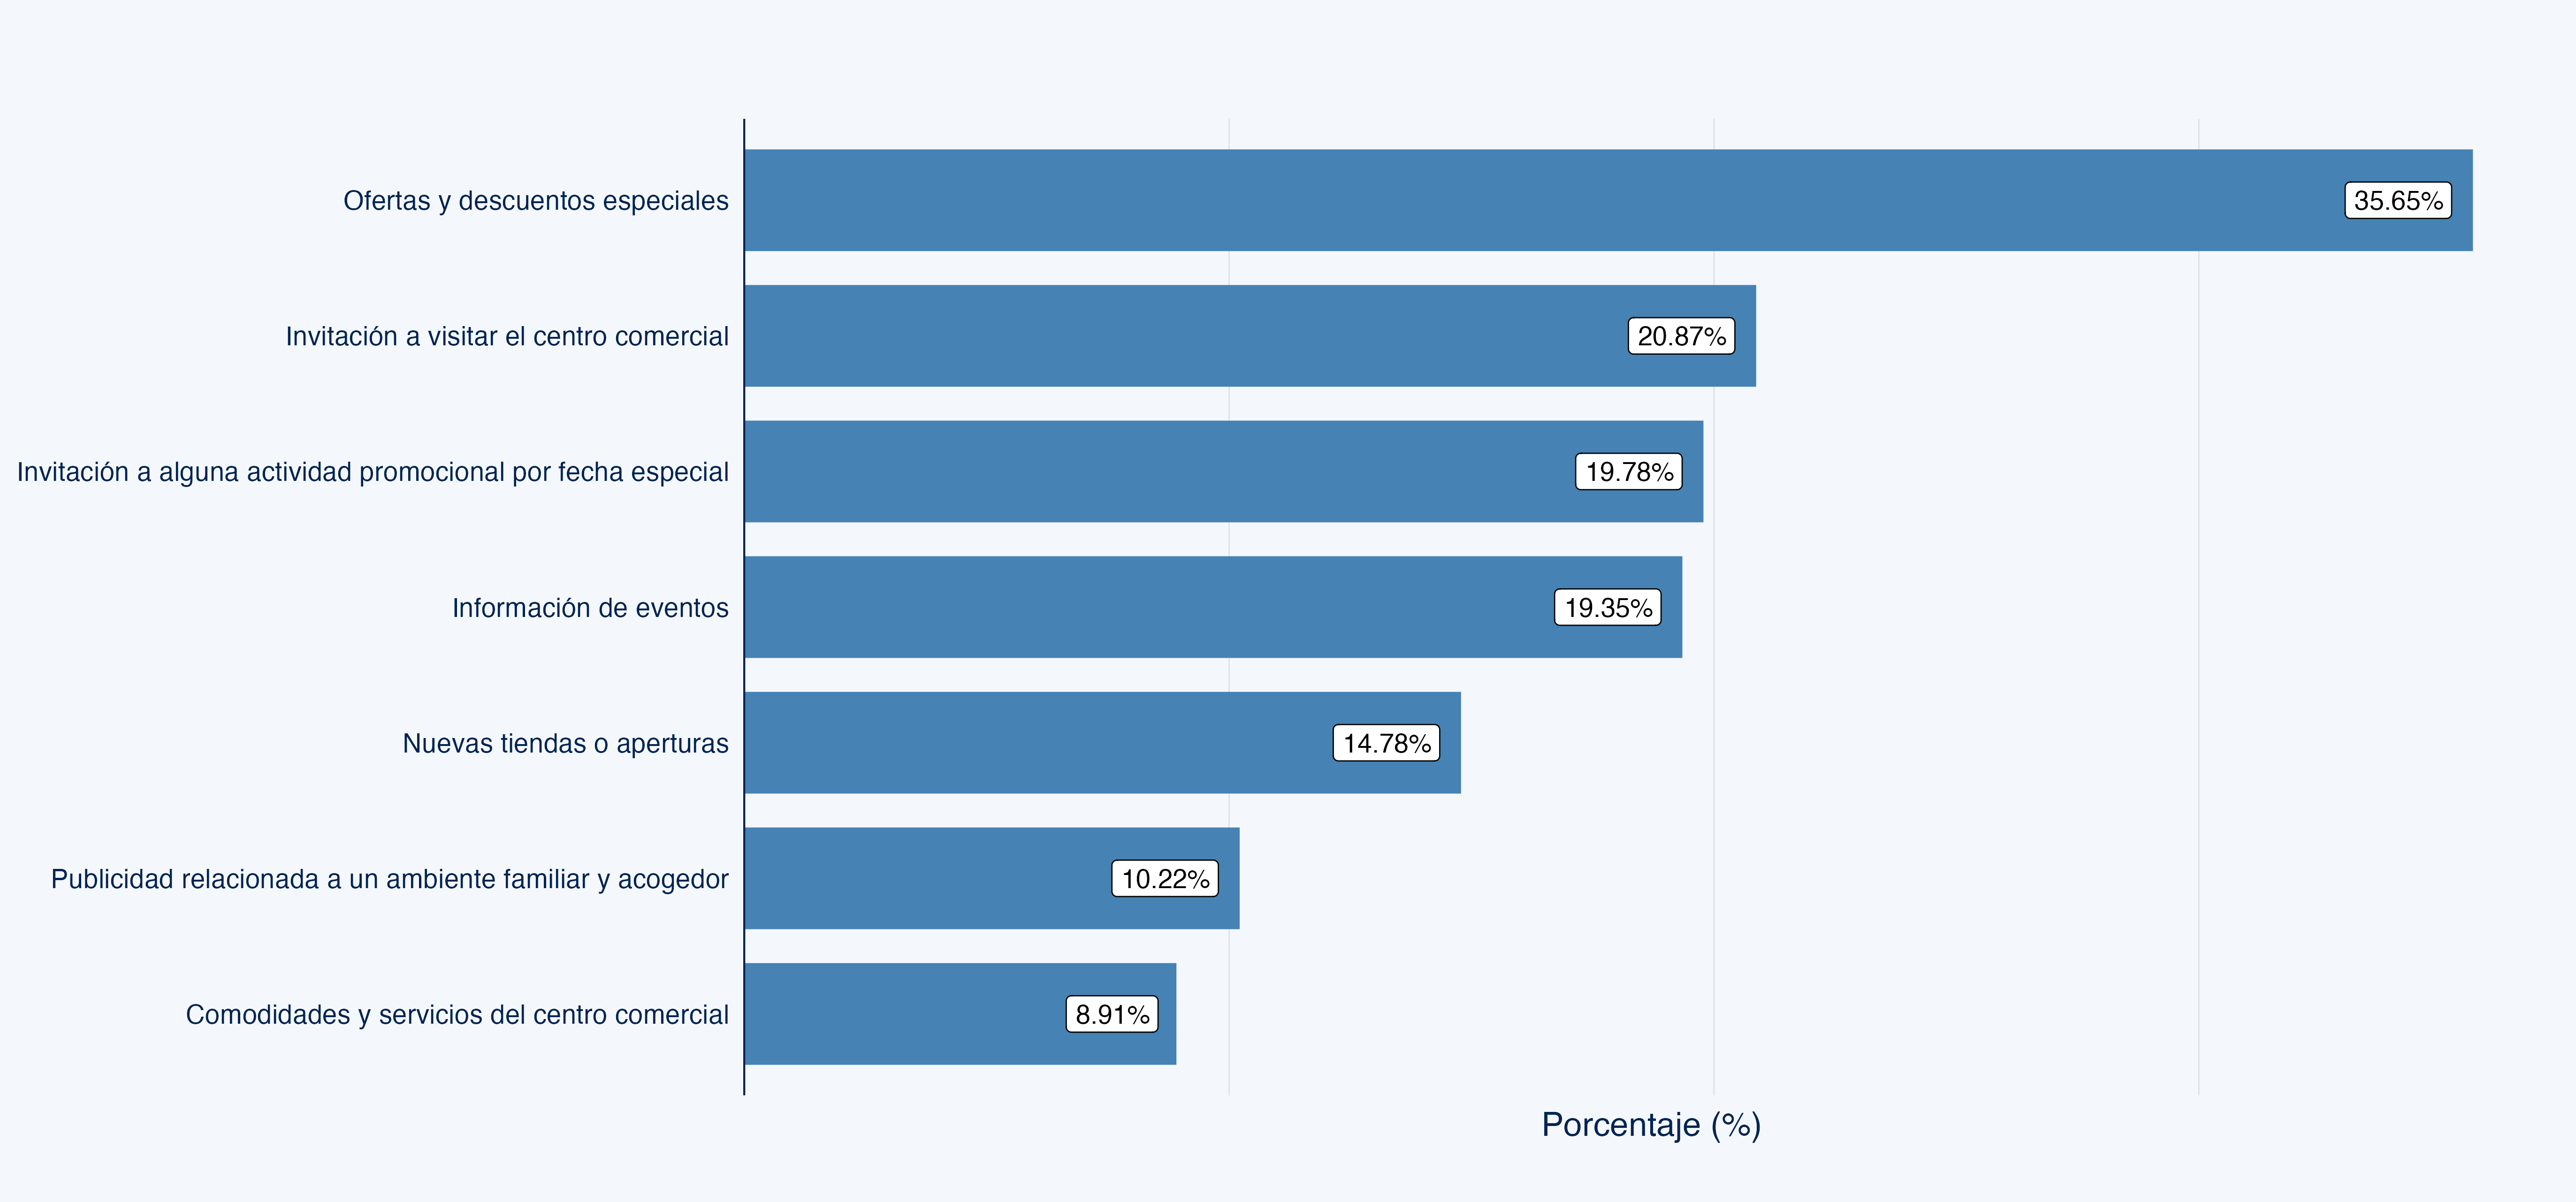 Ofertas y descuentos especiales 35.65%
Invitación a visitar el centro comercial 20.87%
Invitación a alguna actividad promocional por fecha especial 19.78%
Información de eventos 19.35%
Nuevas tiendas o aperturas 14.78%
Publicidad relacionada a un ambiente familiar y acogedor 10.22%
Comodidades y servicios del centro comercial 8.91%
Porcentaje (%)